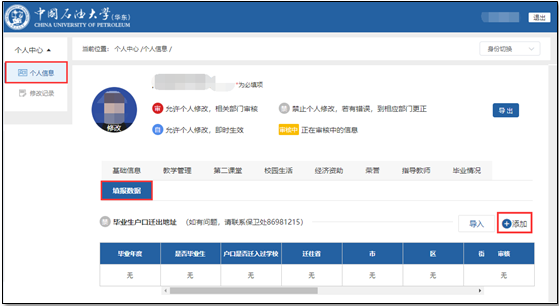 中国石油大学(华东)
CHINA UNIVERSITY OF PETROLEUM
退出
个人中心
个人信息
修改记录
当前位置: 个人中心 /个人信息 /
身份切换
*为必填项
审 允许个人修改，相关部门审核
禁 禁止个人修改，若有错误，到相应部门更正
自 允许个人修改，即时生效
审核中 正在审核中的信息
修改
导出
基础信息 教学管理 第二课堂 校园生活 经济资助 荣誉 指导教师 毕业情况
填报数据
禁 毕业生户口迁出地址 (如有问题，请联系保卫处86981215)
导入
添加
毕业年度 是否毕业生 户口是否迁入过学校 迁往省 市 区 街 审核
无 无 无 无 无 无 无 无